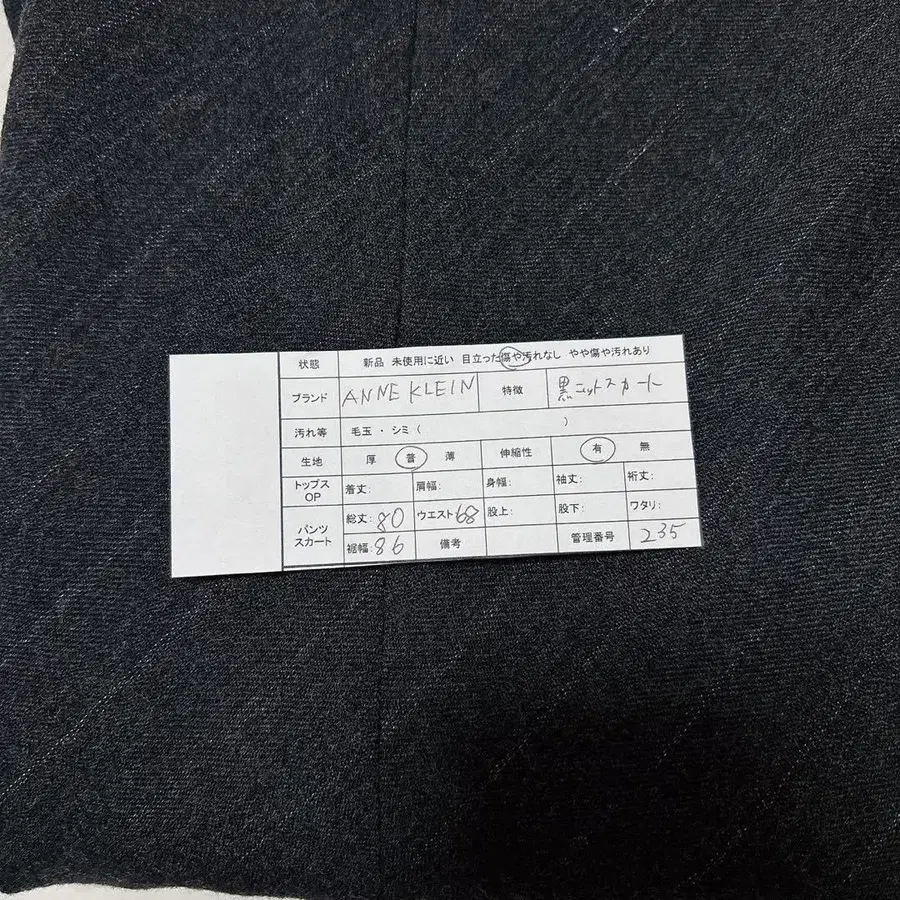 状態 新品 未使用に近い 目立った傷や汚れなし やや傷や汚れあり
ブランド ANNE KLEIN 特徴 黒ニットスカート
汚れ等 毛玉・シミ( )
生地 厚 普 薄 伸縮性 有 無
トップス OP 着丈: 肩幅: 身幅: 袖丈: 裄丈:
パンツ スカート 総丈: 80 ウエスト 68 股上: 股下: ワタリ:
裾幅: 86 備考 管理番号 235